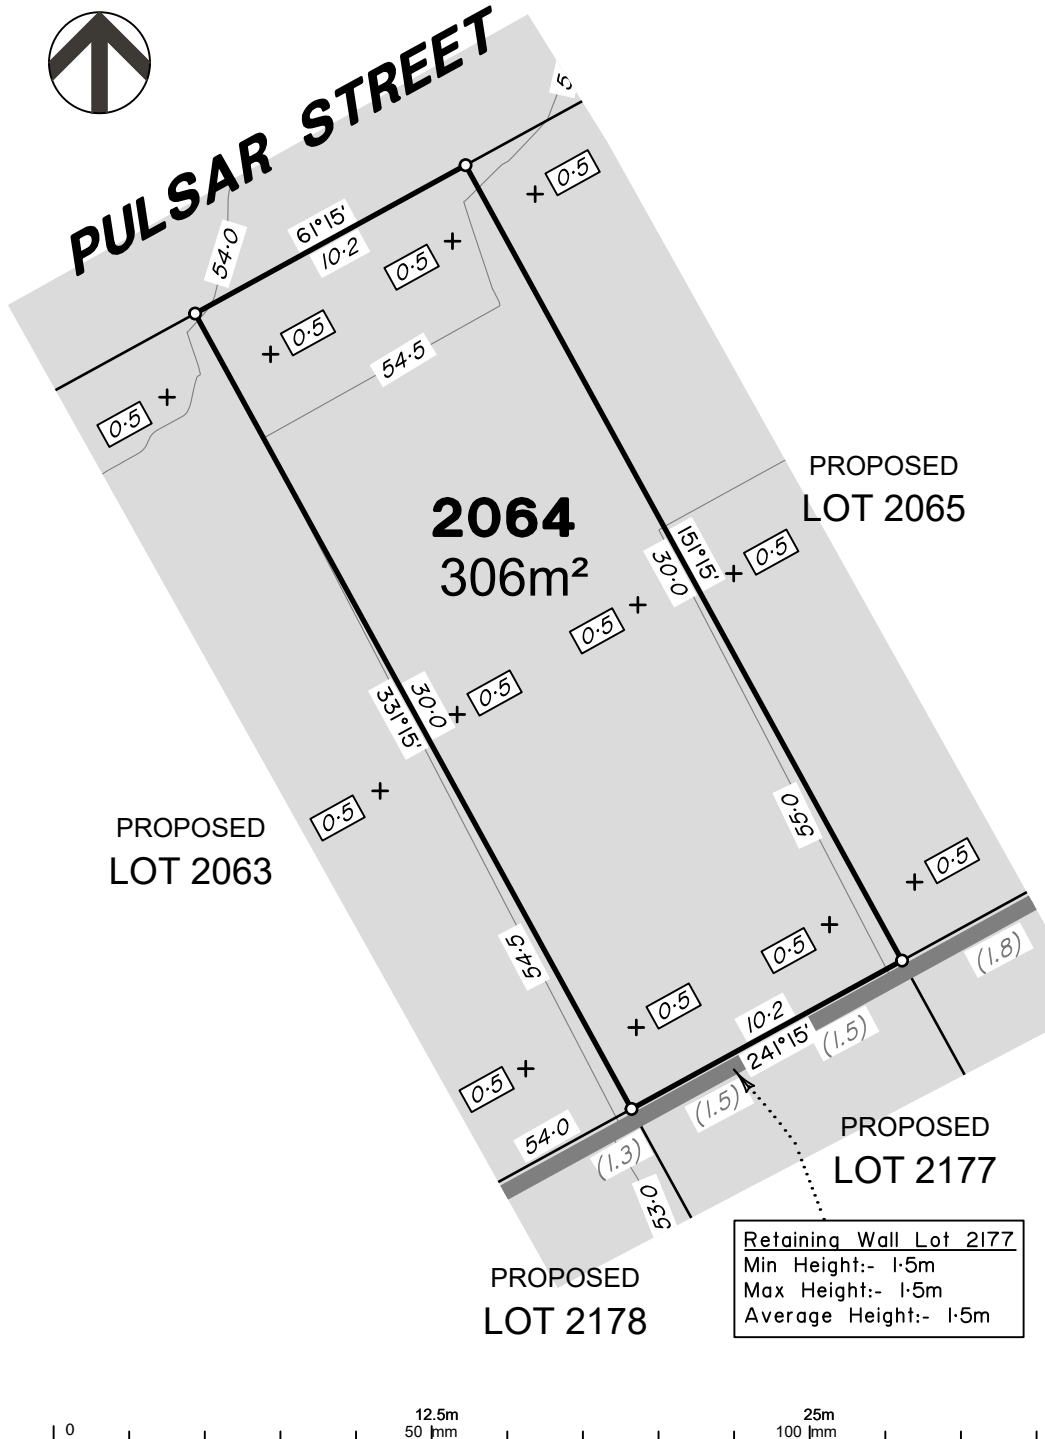 PULSAR STREET
5
54·0
61°15'
10·2
0·5
0·5
0·5
0·5
54·5
2064
306m²
PROPOSED
LOT 2065
151°15'
30·0
0·5
0·5
0·5
30·0
331°15'
0·5
PROPOSED
LOT 2063
55·0
0·5
0·5
54·5
0·5
0·5
10·2
241°15'
(1.8)
(1.5)
(1.5)
(1.3)
54·0
53·0
PROPOSED
LOT 2177
Retaining Wall Lot 2177
Min Height:- 1·5m
Max Height:- 1·5m
Average Height:- 1·5m
PROPOSED
LOT 2178
12.5m 25m
0 50 mm 100 mm